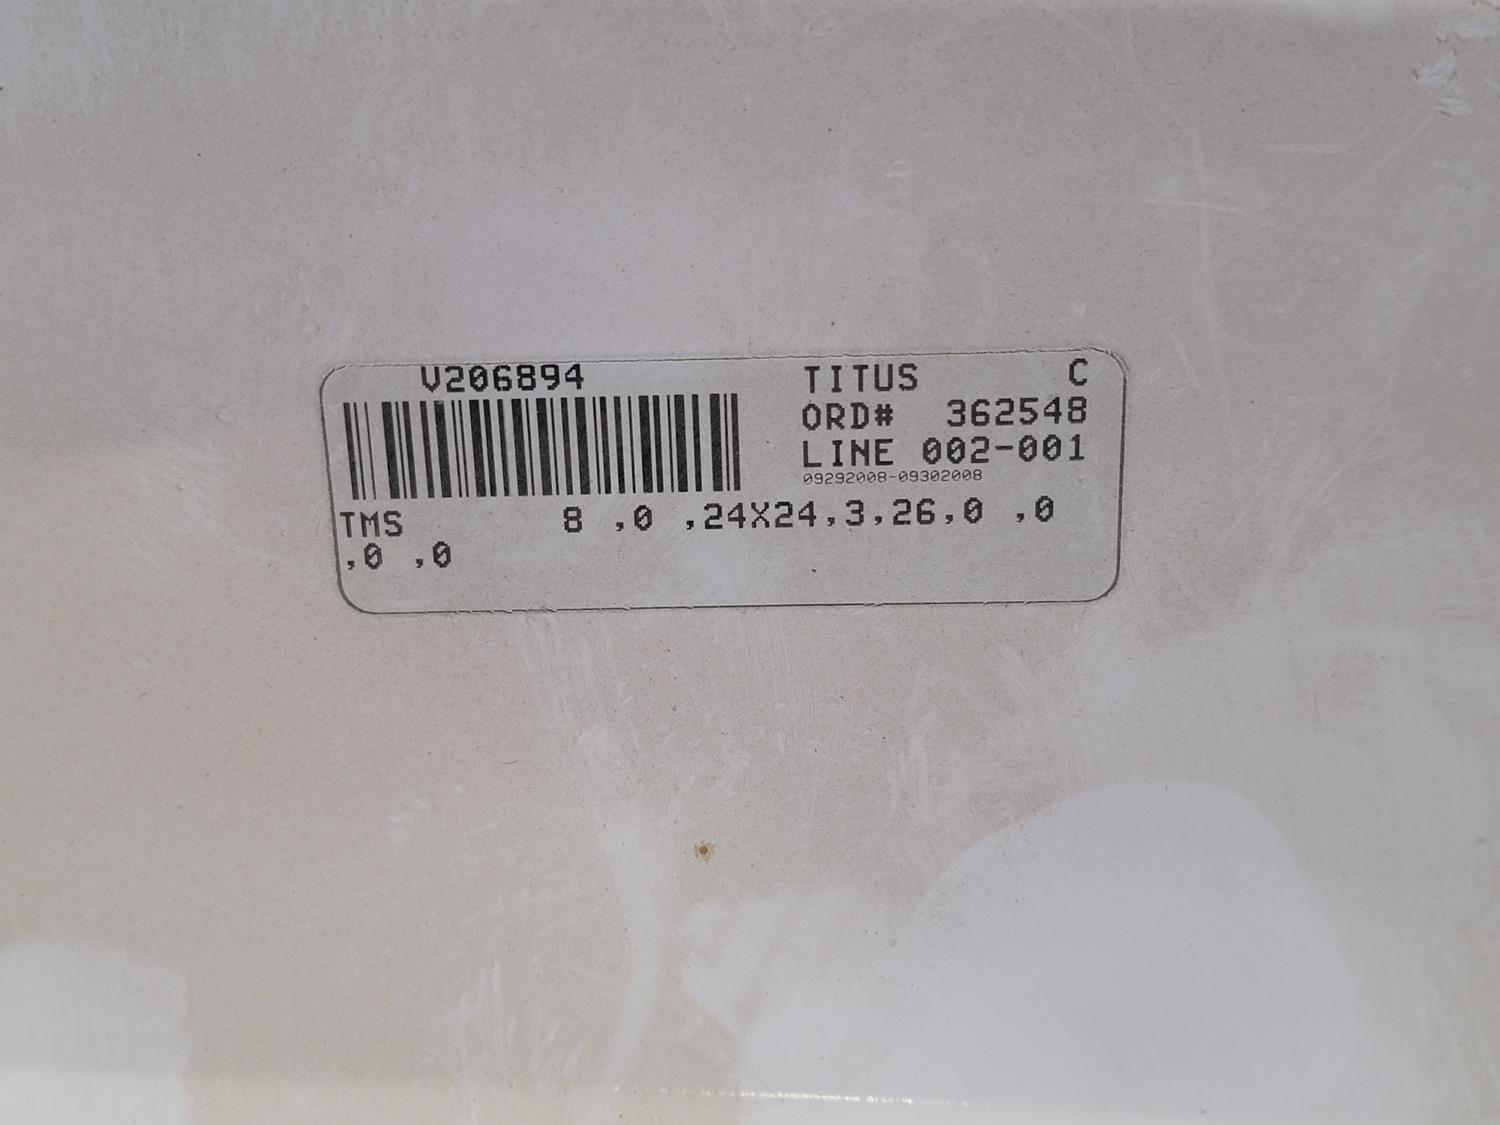 V206894
TITUS C
ORD# 362548
LINE 002-001
09292008-09302008
TMS 8 ,0 ,24X24,3,26,0 ,0
,0 ,0